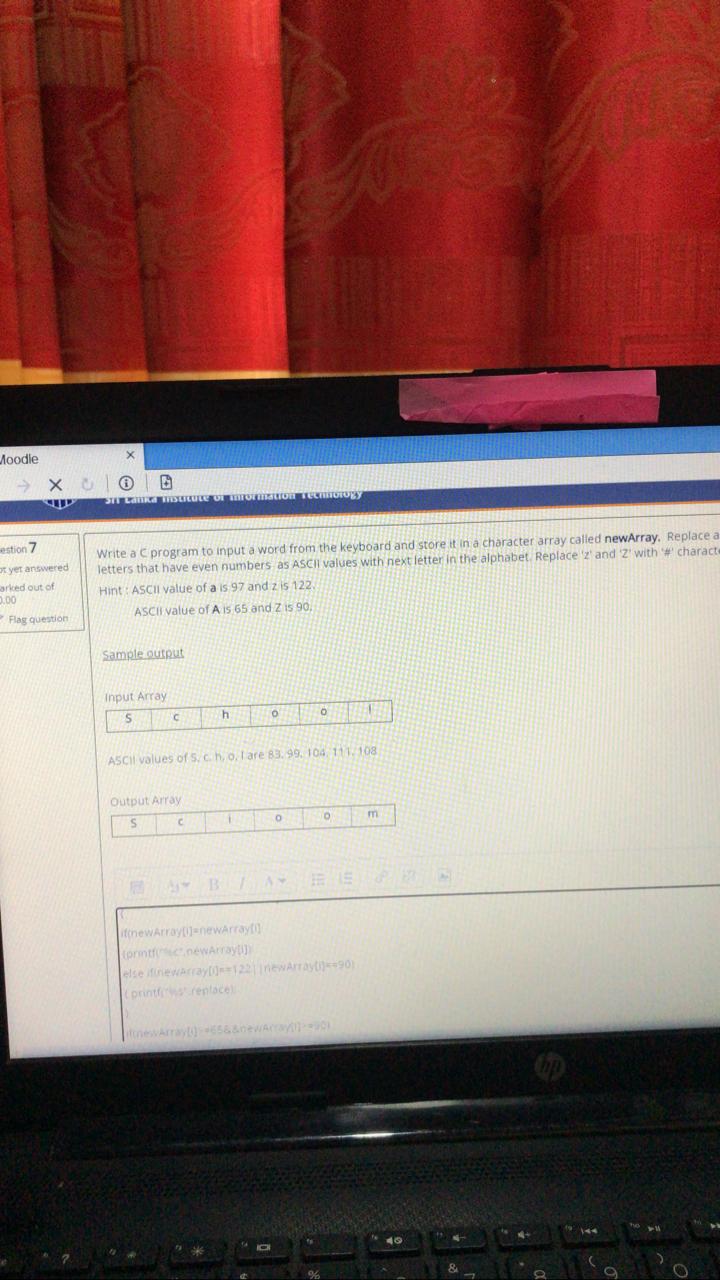 Moodle
Sri Lanka Institute of Information Technology
estion 7
ot yet answered
arked out of
0.00
Flag question
Write a C program to input a word from the keyboard and store it in a character array called newArray. Replace a
letters that have even numbers as ASCII values with next letter in the alphabet. Replace 'z' and 'Z' with '#' characte
Hint : ASCII value of a is 97 and z is 122.
ASCII value of A is 65 and Z is 90.
Sample output
Input Array
S c h o o l
ASCII values of S, c, h, o, l are 83, 99, 104, 111, 108
Output Array
S c i o o m
B I A
{
if(newArray[i]=newArray[i]
(printf("%c",newArray[i]);
else if(newArray[i]==122||newArray[i]==90)
{ printf("%s",replace);
}
if(newArray[i]>=65&&newArray[i]>=90)
hp
?
*
&
%
^
8
(
9
)
0